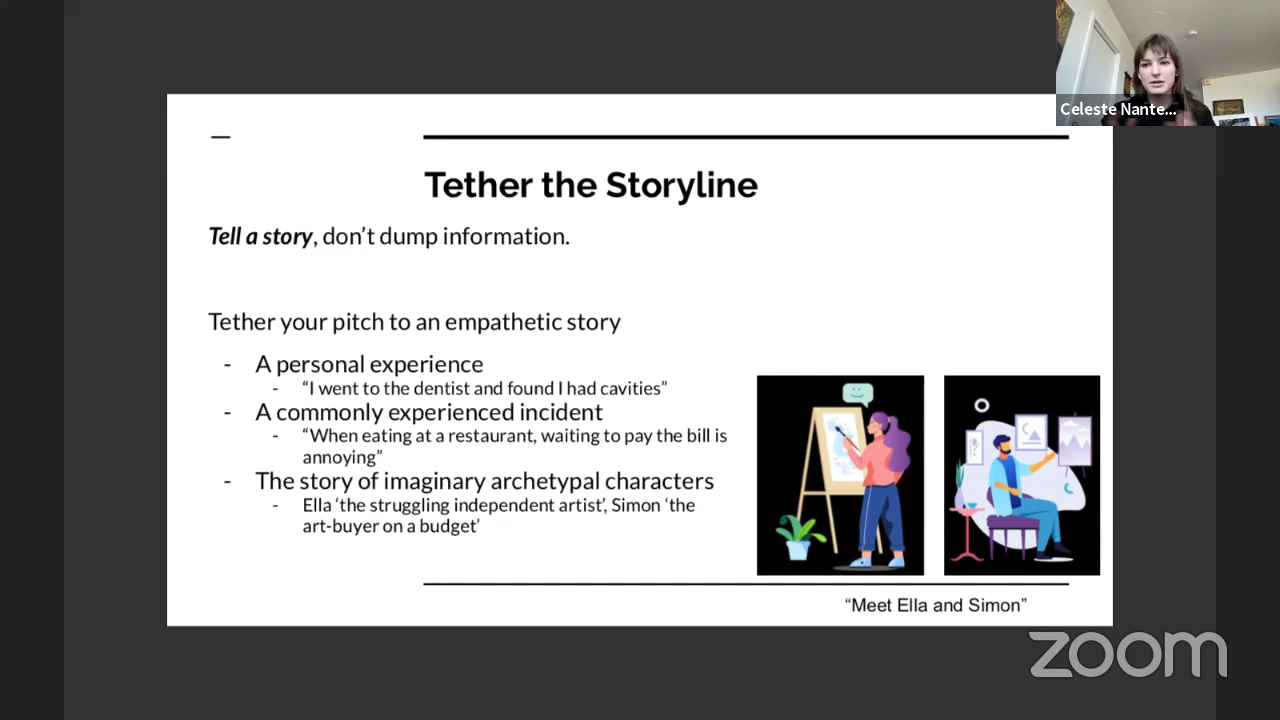 Celeste Nante...
Tether the Storyline
Tell a story, don't dump information.
Tether your pitch to an empathetic story
- A personal experience
- “I went to the dentist and found I had cavities”
- A commonly experienced incident
- “When eating at a restaurant, waiting to pay the bill is
annoying”
- The story of imaginary archetypal characters
- Ella ‘the struggling independent artist’, Simon ‘the
art-buyer on a budget’
“Meet Ella and Simon”
zoom